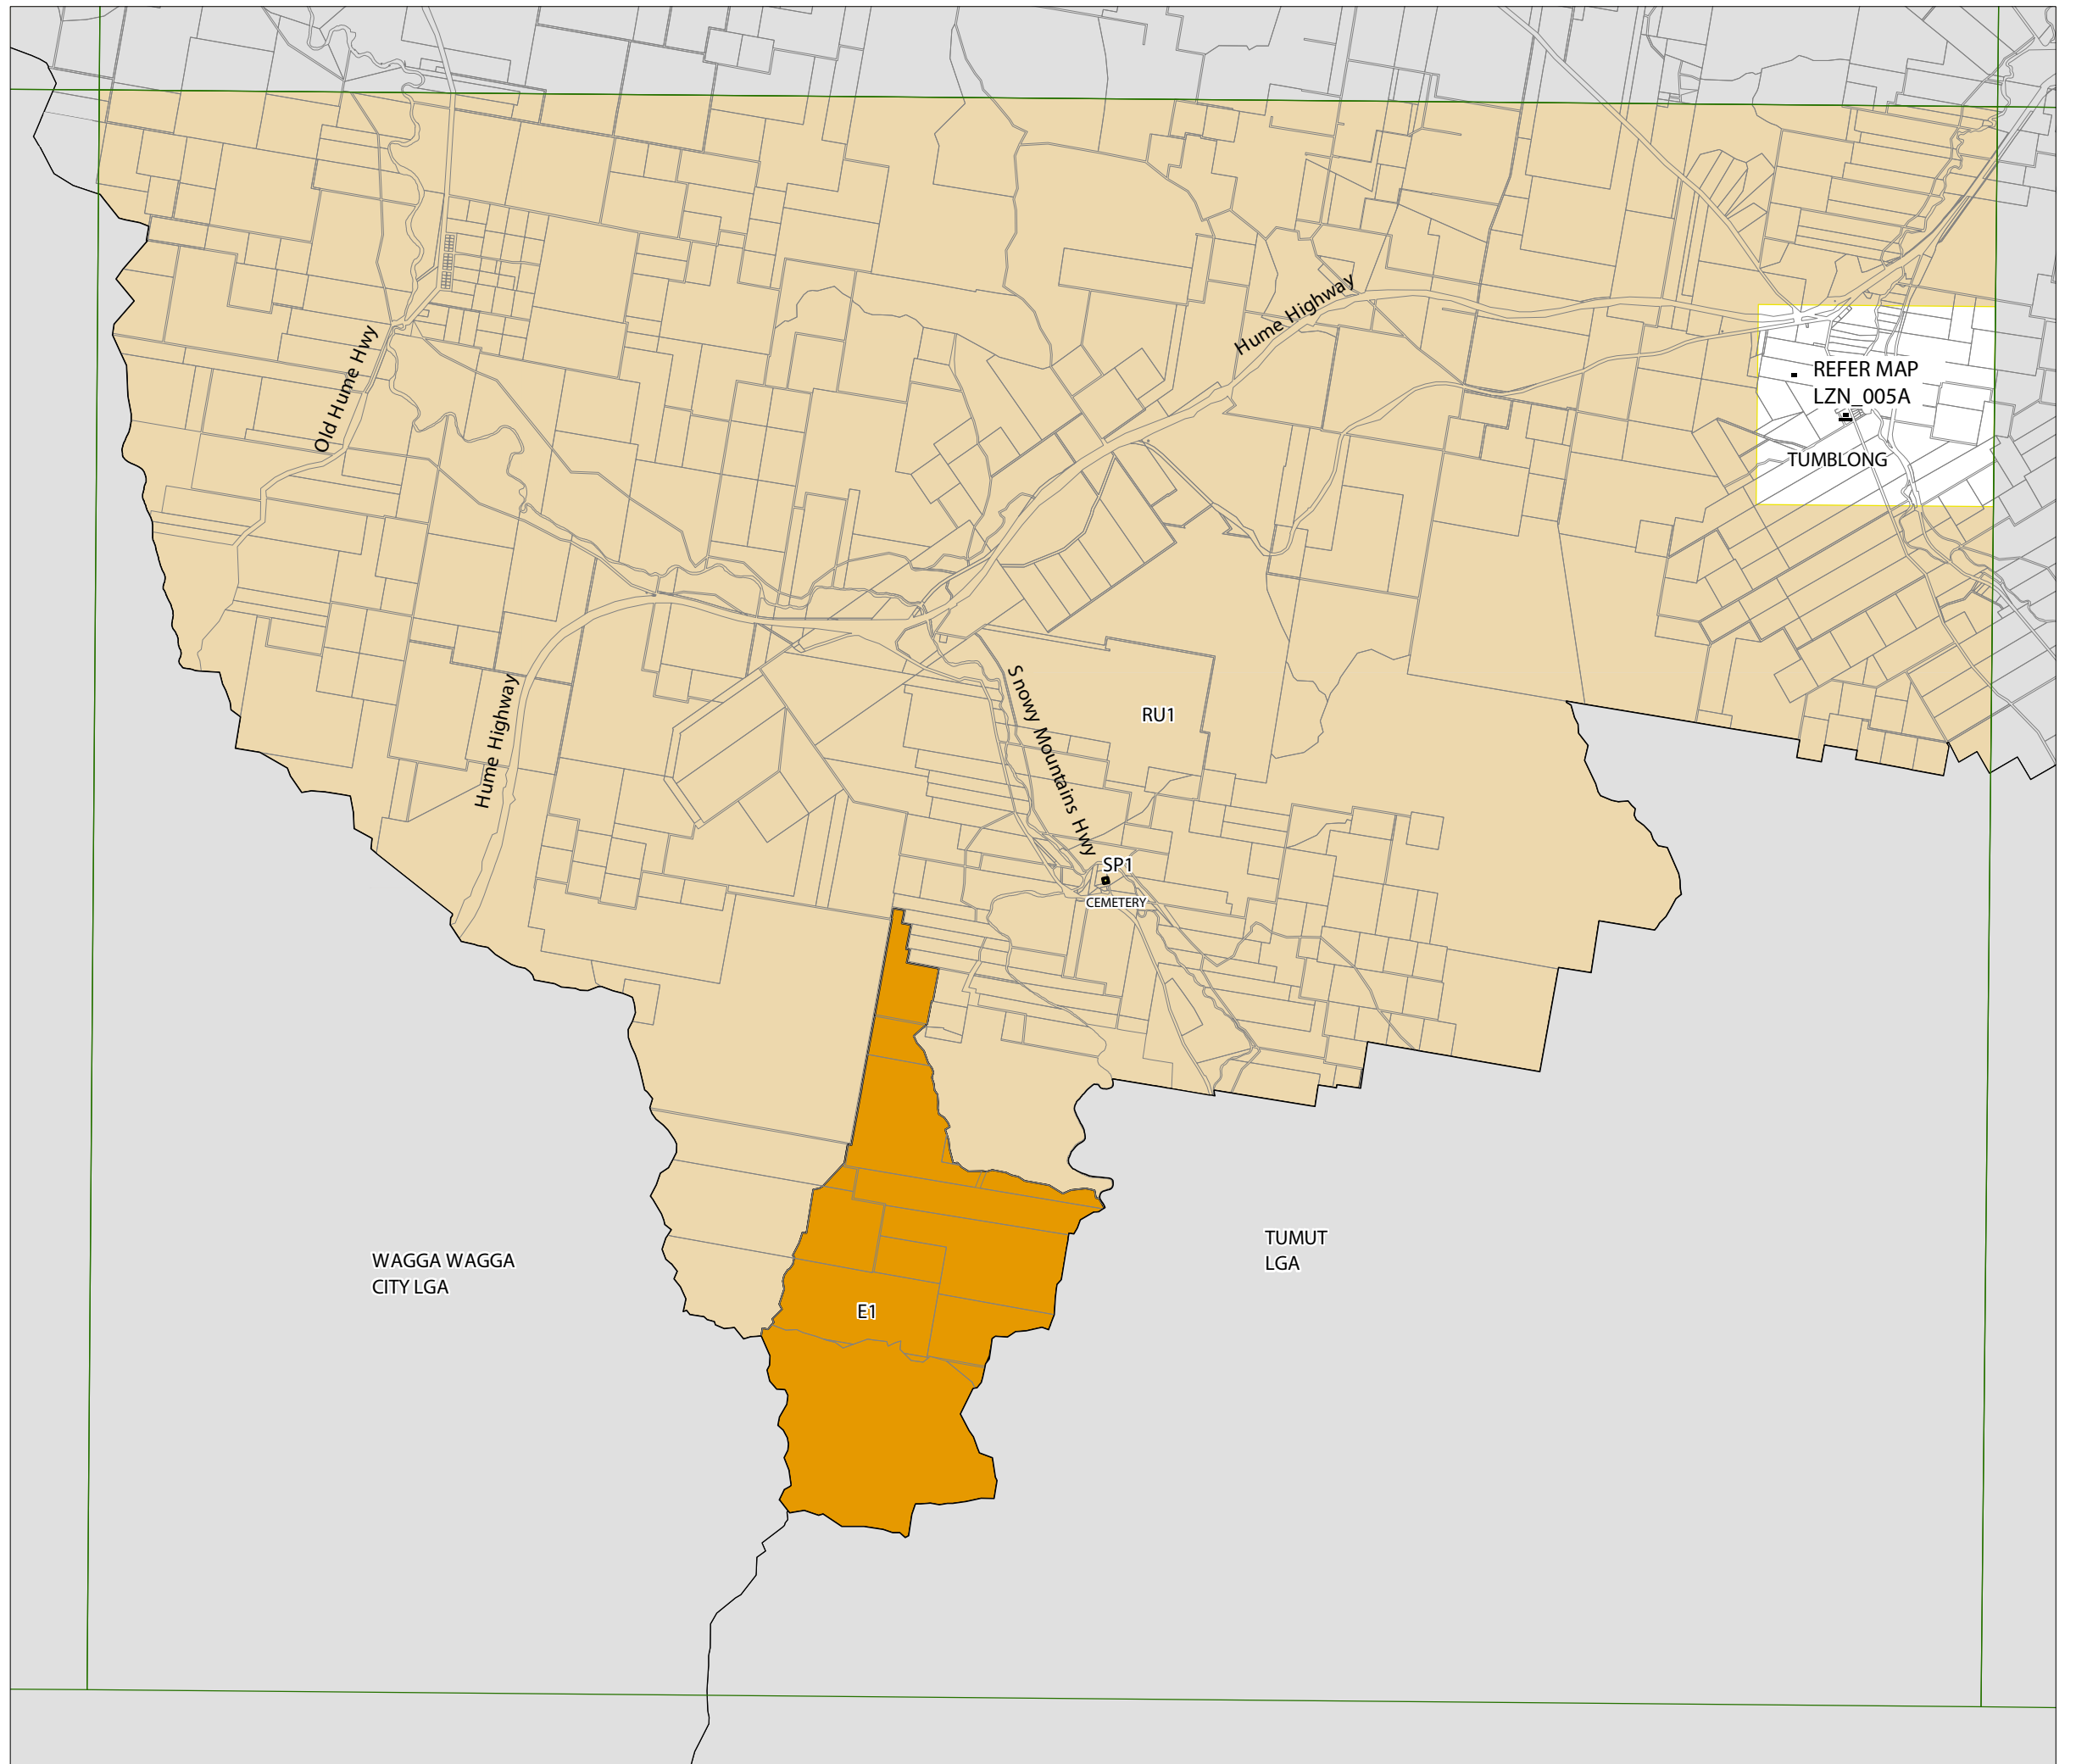 Hume Highway
Old Hume Hwy
REFER MAP
LZN_005A
TUMBLONG
Snowy Mountains Hwy
Hume Highway
RU1
SP1
CEMETERY
TUMUT
LGA
WAGGA WAGGA
CITY LGA
E1